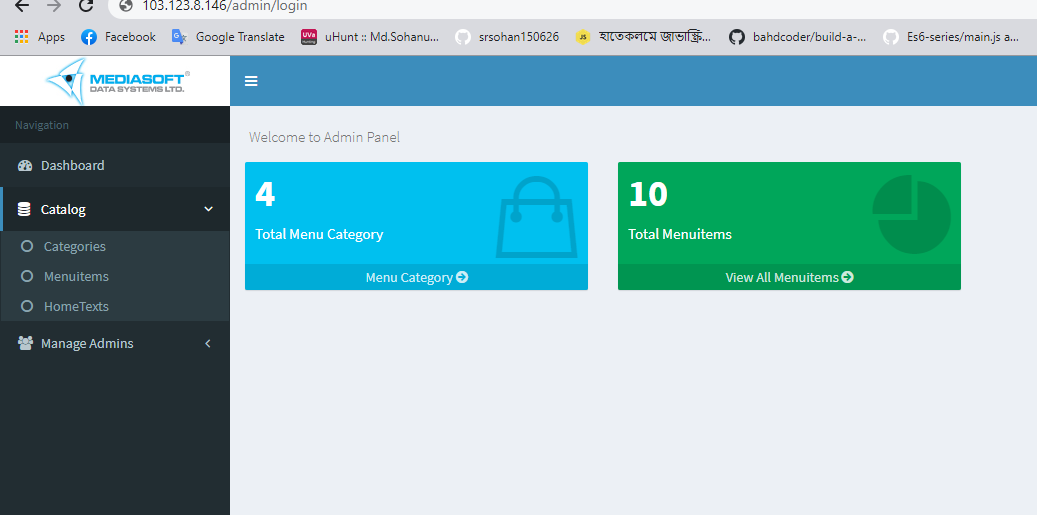 103.123.8.146/admin/login
Apps Facebook Google Translate uHunt :: Md.Sohanu... srsohan150626 JS হাতেকলমে জাভাস্ক্রি... bahdcoder/build-a-... Es6-series/main.js a...
MEDIASOFT®
DATA SYSTEMS LTD.
Navigation
Welcome to Admin Panel
Dashboard
Catalog
Categories
Menuitems
HomeTexts
Manage Admins
4
Total Menu Category
Menu Category
10
Total Menuitems
View All Menuitems